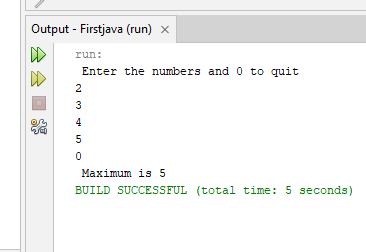 Output - Firstjava (run) ×
run:
Enter the numbers and 0 to quit
2
3
4
5
0
Maximum is 5
BUILD SUCCESSFUL (total time: 5 seconds)